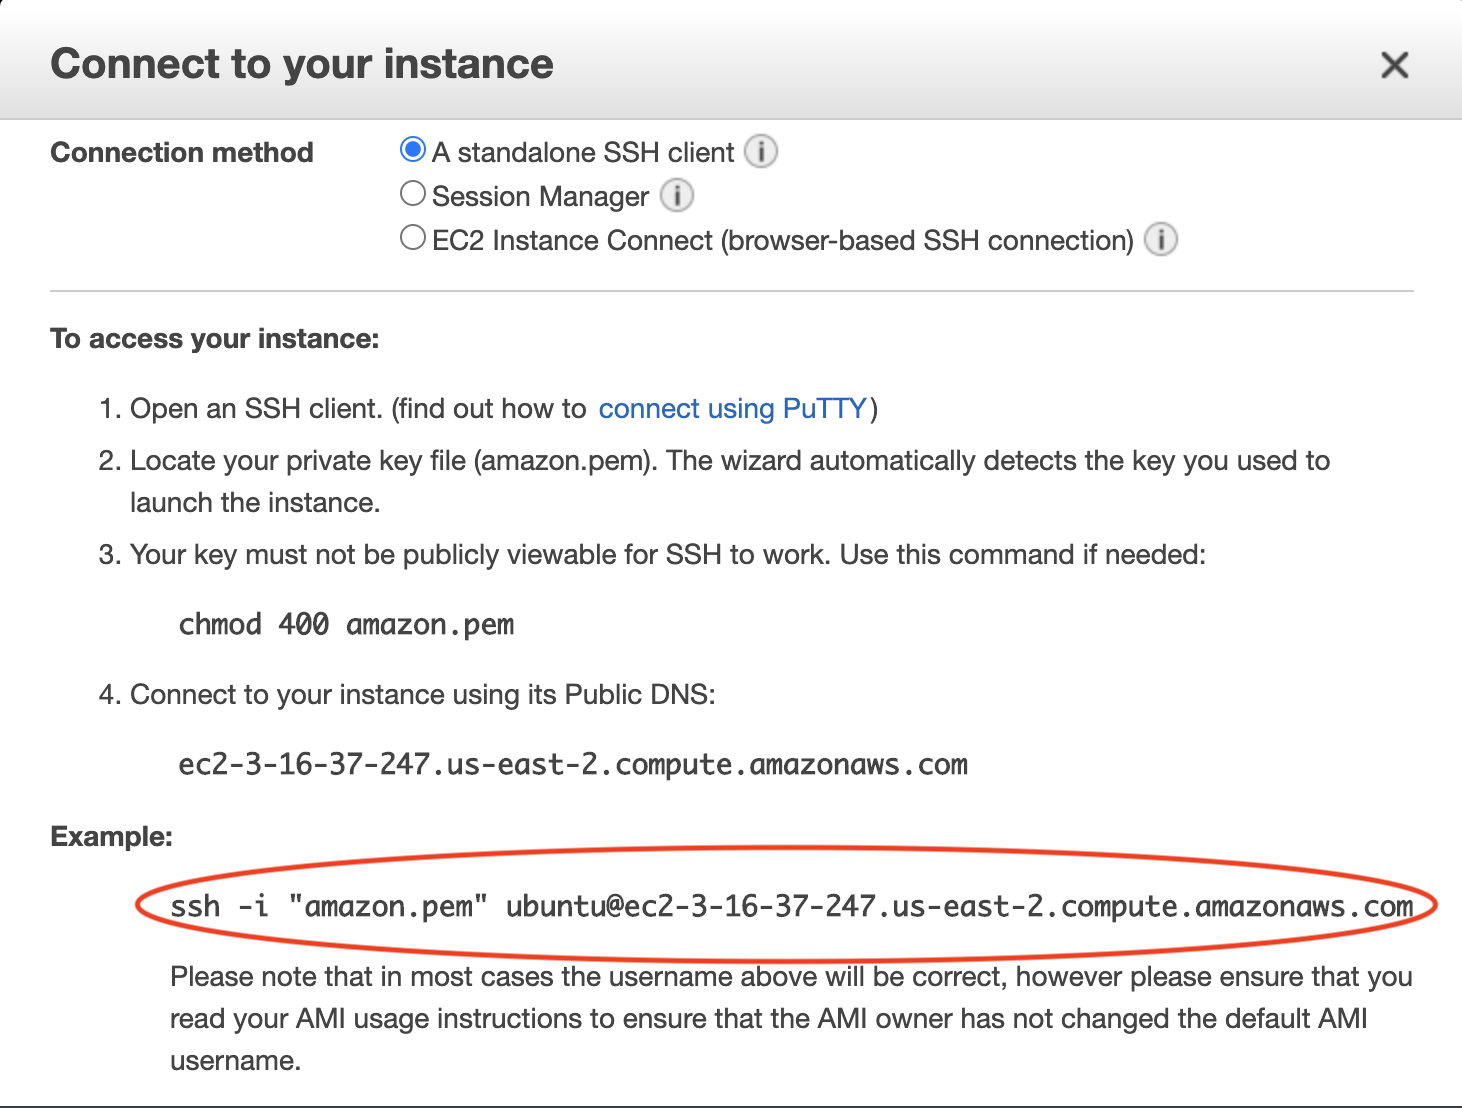 Connect to your instance
Connection method
A standalone SSH client
Session Manager
EC2 Instance Connect (browser-based SSH connection)
To access your instance:
1. Open an SSH client. (find out how to connect using PuTTY)
2. Locate your private key file (amazon.pem). The wizard automatically detects the key you used to
launch the instance.
3. Your key must not be publicly viewable for SSH to work. Use this command if needed:
chmod 400 amazon.pem
4. Connect to your instance using its Public DNS:
ec2-3-16-37-247.us-east-2.compute.amazonaws.com
Example:
ssh -i "amazon.pem" ubuntu@ec2-3-16-37-247.us-east-2.compute.amazonaws.com
Please note that in most cases the username above will be correct, however please ensure that you
read your AMI usage instructions to ensure that the AMI owner has not changed the default AMI
username.